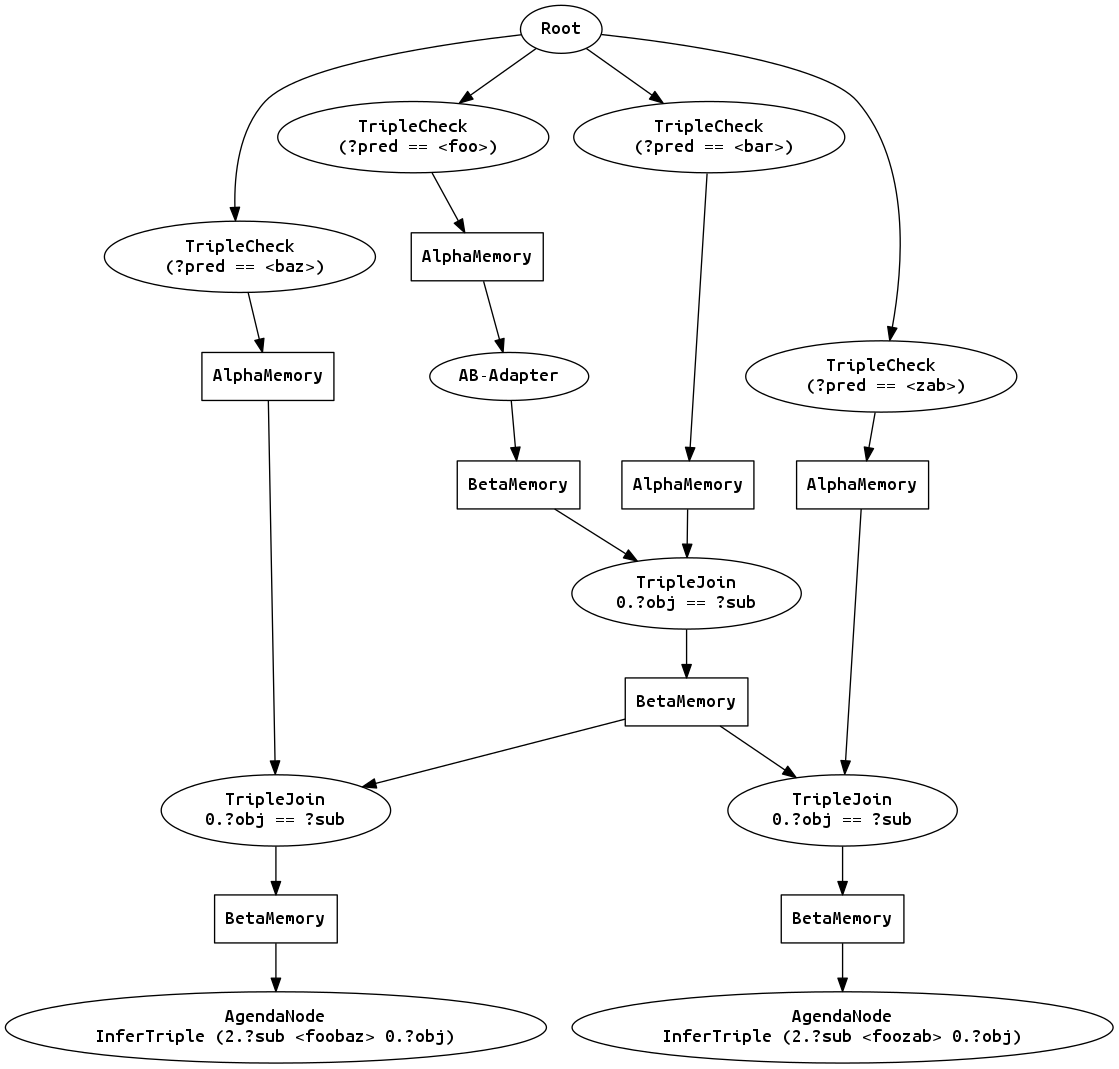 Root
TripleCheck
(?pred == <foo>)
TripleCheck
(?pred == <bar>)
TripleCheck
(?pred == <baz>)
AlphaMemory
AlphaMemory
AB-Adapter
TripleCheck
(?pred == <zab>)
BetaMemory
AlphaMemory
AlphaMemory
TripleJoin
0.?obj == ?sub
BetaMemory
TripleJoin
0.?obj == ?sub
TripleJoin
0.?obj == ?sub
BetaMemory
BetaMemory
AgendaNode
InferTriple (2.?sub <foobaz> 0.?obj)
AgendaNode
InferTriple (2.?sub <foozab> 0.?obj)